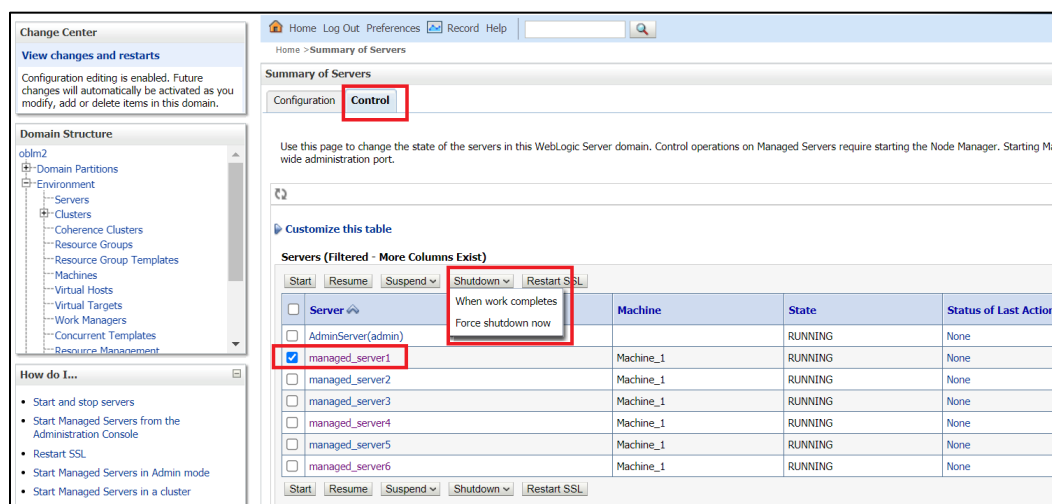 Change Center
View changes and restarts
Configuration editing is enabled. Future
changes will automatically be activated as you
modify, add or delete items in this domain.
Domain Structure
oblm2
Domain Partitions
Environment
Servers
Clusters
Coherence Clusters
Resource Groups
Resource Group Templates
Machines
Virtual Hosts
Virtual Targets
Work Managers
Concurrent Templates
Resource Management
How do I...
Start and stop servers
Start Managed Servers from the
Administration Console
Restart SSL
Start Managed Servers in Admin mode
Start Managed Servers in a cluster
Home Log Out Preferences Record Help
Home >Summary of Servers
Summary of Servers
Configuration Control
Use this page to change the state of the servers in this WebLogic Server domain. Control operations on Managed Servers require starting the Node Manager. Starting Ma
wide administration port.
Customize this table
Servers (Filtered - More Columns Exist)
Start Resume Suspend Shutdown Restart SSL
When work completes
Force shutdown now
Server Machine State Status of Last Action
AdminServer(admin) RUNNING None
managed_server1 Machine_1 RUNNING None
managed_server2 Machine_1 RUNNING None
managed_server3 Machine_1 RUNNING None
managed_server4 Machine_1 RUNNING None
managed_server5 Machine_1 RUNNING None
managed_server6 Machine_1 RUNNING None
Start Resume Suspend Shutdown Restart SSL